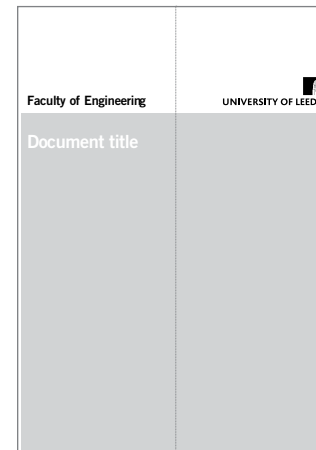 Faculty of Engineering
UNIVERSITY OF LEED
Document title